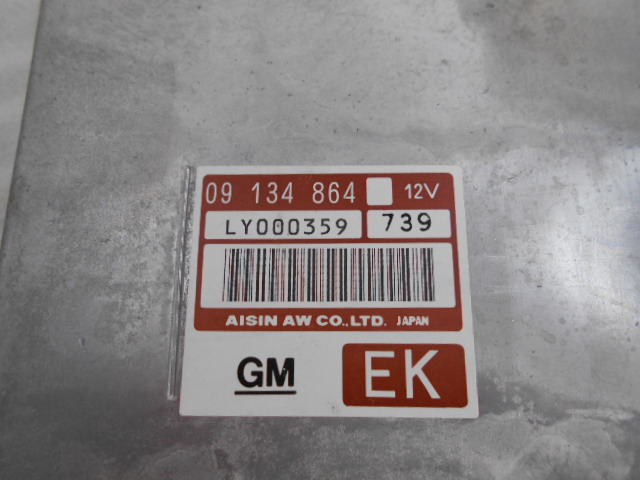 09 134 864 12V
LY000359 739
AISIN AW CO.,LTD. JAPAN
GM EK